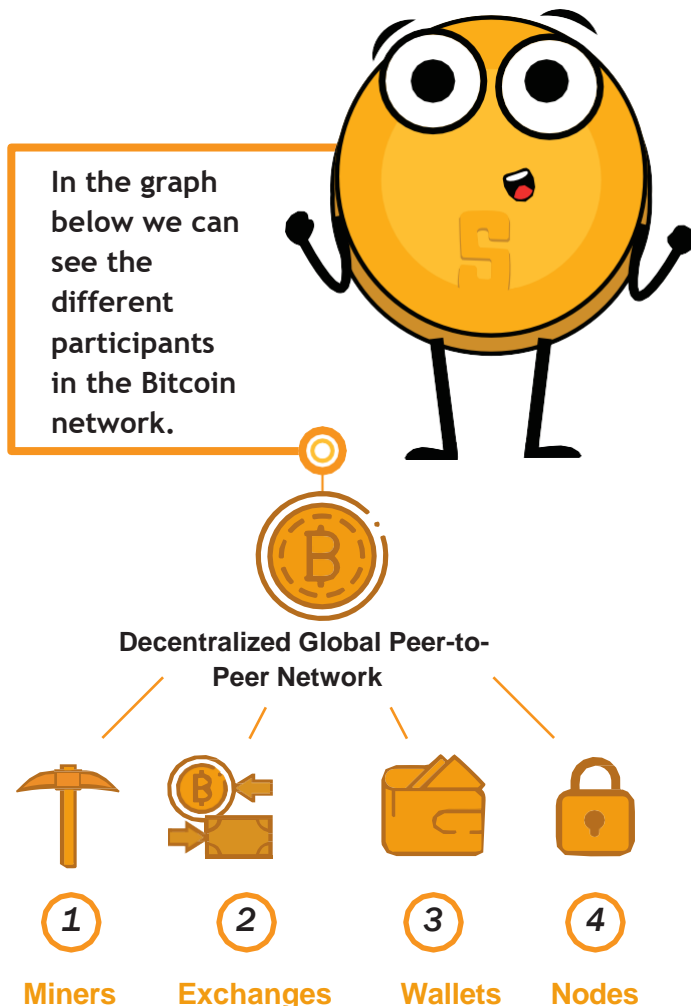 In the graph
below we can
see the
different
participants
in the Bitcoin
network.
Decentralized Global Peer-to-
Peer Network
1
2
3
4
Miners
Exchanges
Wallets
Nodes